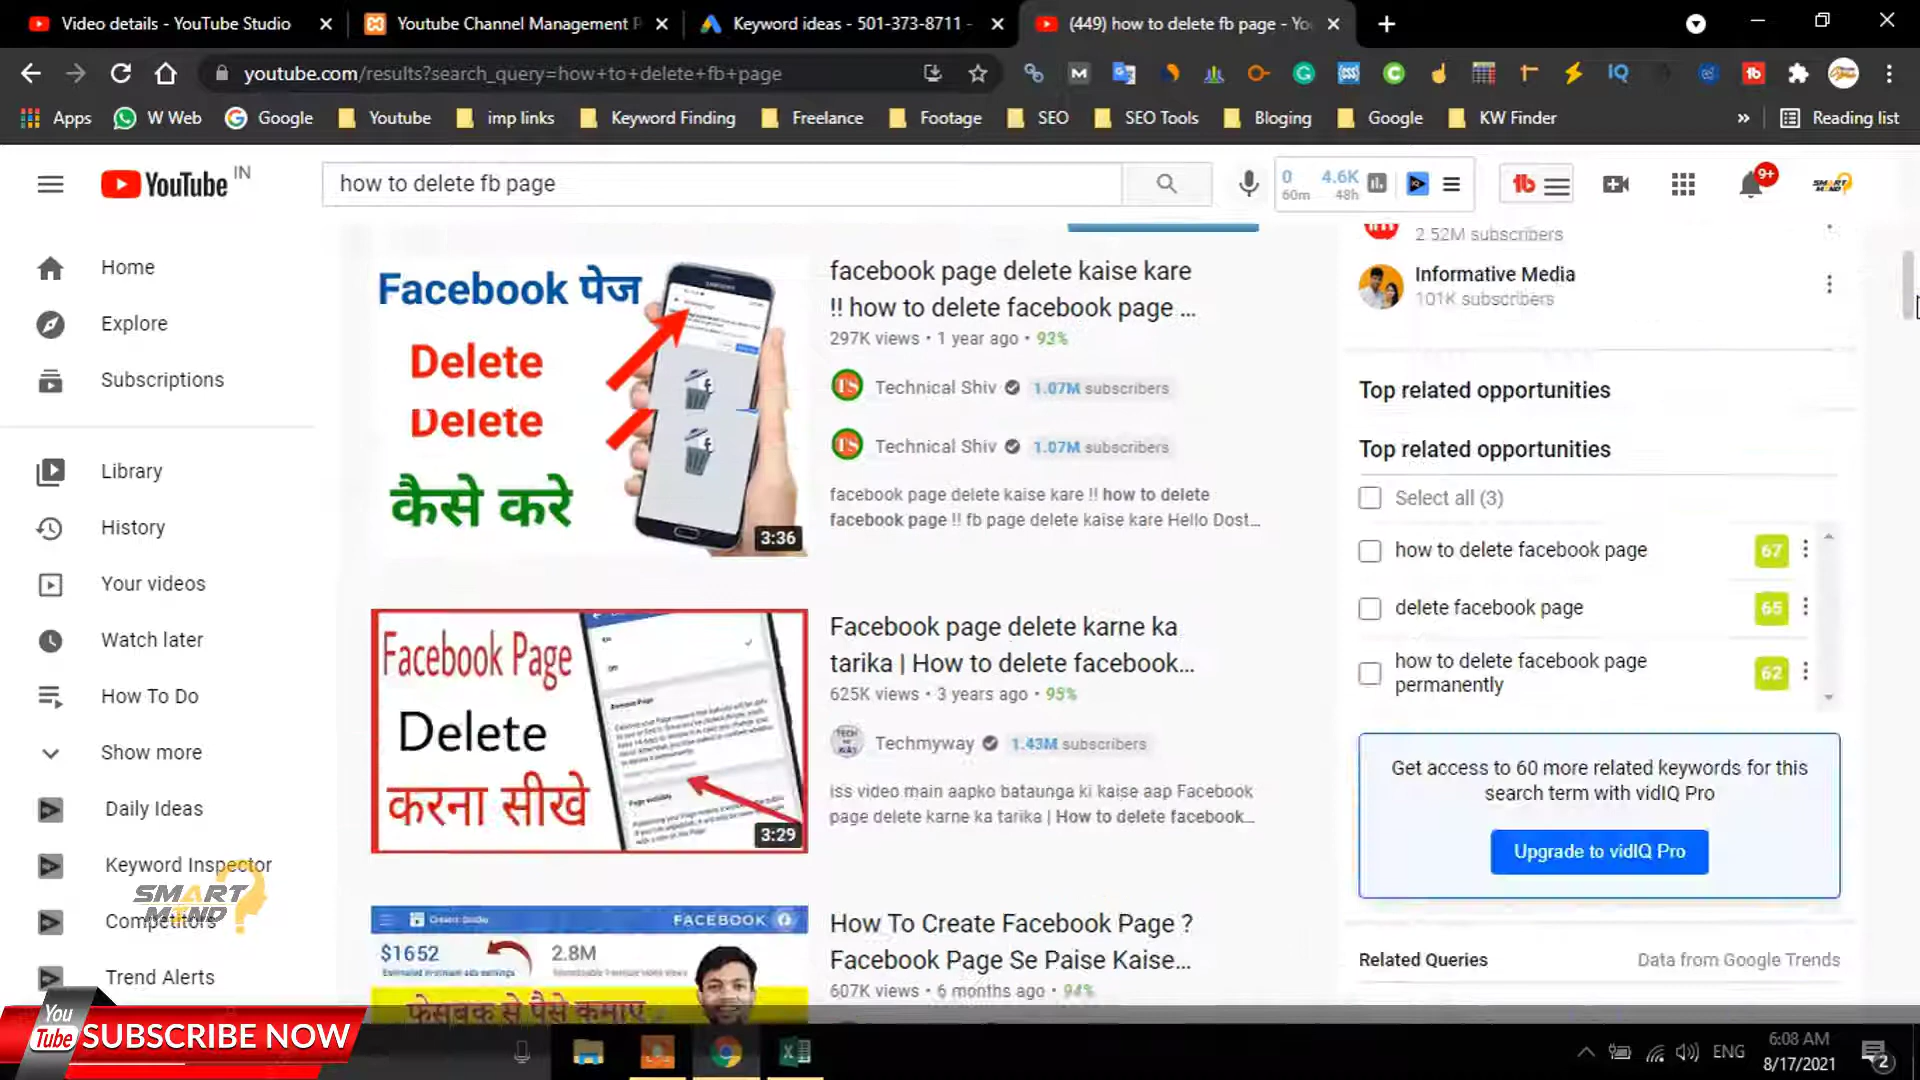 Video details - YouTube Studio
Youtube Channel Management P
Keyword ideas - 501-373-8711 -
(449) how to delete fb page - Yo
youtube.com/results?search_query=how+to+delete+fb+page
Apps
W Web
Google
Youtube
imp links
Keyword Finding
Freelance
Footage
SEO
SEO Tools
Bloging
Google
KW Finder
Reading list
YouTube IN
how to delete fb page
0
60m
4.6K
48h
9+
SMART MIND
Home
Explore
Subscriptions
Library
History
Your videos
Watch later
How To Do
Show more
Daily Ideas
Keyword Inspector
Competitors
Trend Alerts
SMART
MIND
Facebook पेज
Delete
Delete
कैसे करे
3:36
facebook page delete kaise kare
!! how to delete facebook page ...
297K views • 1 year ago • 93%
Technical Shiv 1.07M subscribers
Technical Shiv 1.07M subscribers
facebook page delete kaise kare !! how to delete
facebook page !! fb page delete kaise kare Hello Dost...
Facebook Page
Delete
करना सीखे
3:29
Facebook page delete karne ka
tarika | How to delete facebook...
625K views • 3 years ago • 95%
Techmyway 1.43M subscribers
iss video main aapko bataunga ki kaise aap Facebook
page delete karne ka tarika | How to delete facebook...
FACEBOOK
$1652
2.8M
फेसबुक से पैसे कमाए
How To Create Facebook Page ?
Facebook Page Se Paise Kaise...
607K views • 6 months ago • 94%
2.52M subscribers
Informative Media
101K subscribers
Top related opportunities
Top related opportunities
Select all (3)
how to delete facebook page 67
delete facebook page 65
how to delete facebook page
permanently 62
Get access to 60 more related keywords for this
search term with vidIQ Pro
Upgrade to vidIQ Pro
Related Queries
Data from Google Trends
You
Tube
SUBSCRIBE NOW
ENG
6:08 AM
8/17/2021
2